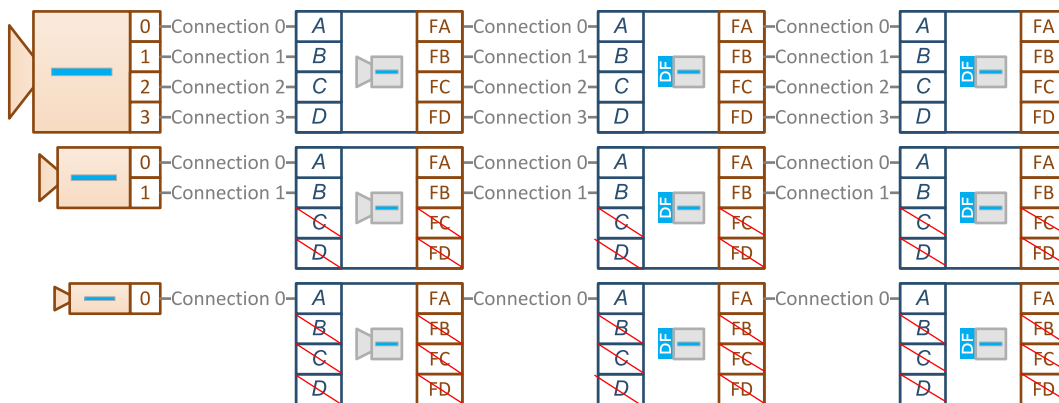 0 Connection 0 A FA Connection 0 A FA Connection 0 A FA
1 Connection 1 B FB Connection 1 B FB Connection 1 B FB
2 Connection 2 C FC Connection 2 C FC Connection 2 C FC
3 Connection 3 D FD Connection 3 D FD Connection 3 D FD
DF DF
0 Connection 0 A FA Connection 0 A FA Connection 0 A FA
1 Connection 1 B FB Connection 1 B FB Connection 1 B FB
C FC C FC C FC
D FD D FD D FD
DF DF
0 Connection 0 A FA Connection 0 A FA Connection 0 A FA
B FB B FB B FB
C FC C FC C FC
D FD D FD D FD
DF DF